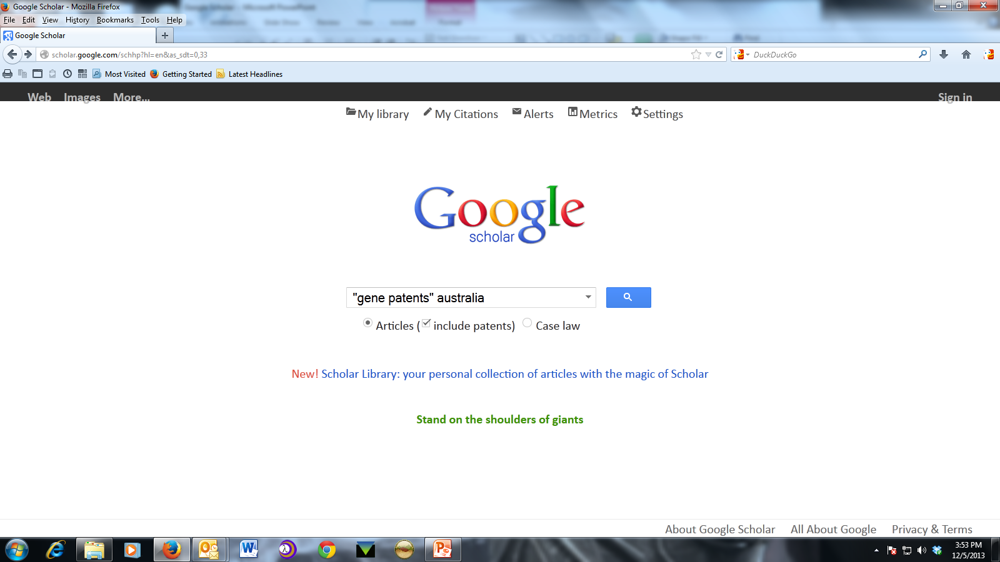 Google Scholar - Mozilla Firefox
Google Scholar - Microsoft PowerPoint
File Edit View History Bookmarks Tools Help
Google Scholar
scholar.google.com/schhp?hl=en&as_sdt=0,33
DuckDuckGo
Most Visited Getting Started Latest Headlines
Web Images More... Sign in
My library My Citations Alerts Metrics Settings
Google
scholar
"gene patents" australia
Articles (include patents) Case law
New! Scholar Library: your personal collection of articles with the magic of Scholar
Stand on the shoulders of giants
About Google Scholar All About Google Privacy & Terms
3:53 PM
12/5/2013